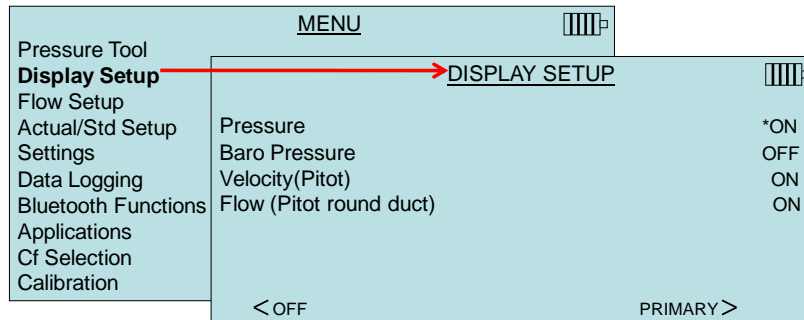 MENU
Pressure Tool
Display Setup
Flow Setup
Actual/Std Setup
Settings
Data Logging
Bluetooth Functions
Applications
Cf Selection
Calibration
DISPLAY SETUP
Pressure *ON
Baro Pressure OFF
Velocity(Pitot) ON
Flow (Pitot round duct) ON
<OFF PRIMARY>